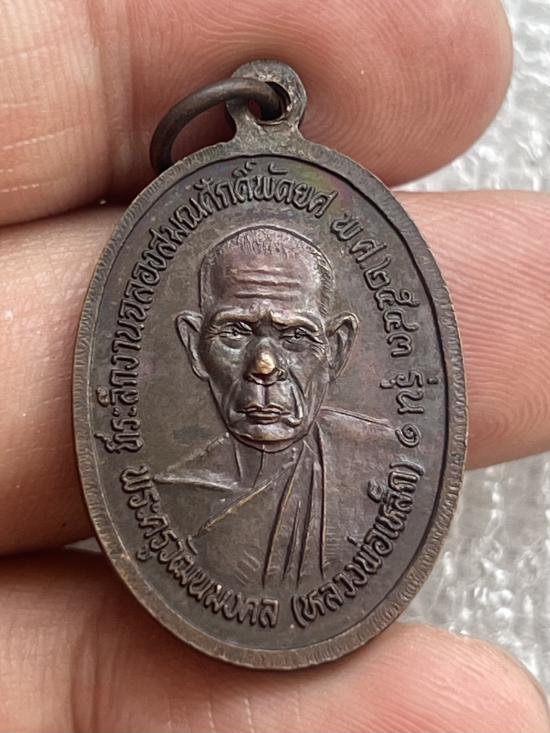 ที่ระลึกงานฉลองสมณศักดิ์พัดยศ พ.ศ.๒๕๔๓ รุ่นที่ ๑
พระครูวัฒนมงคล (หลวงพ่อเหล็ก)